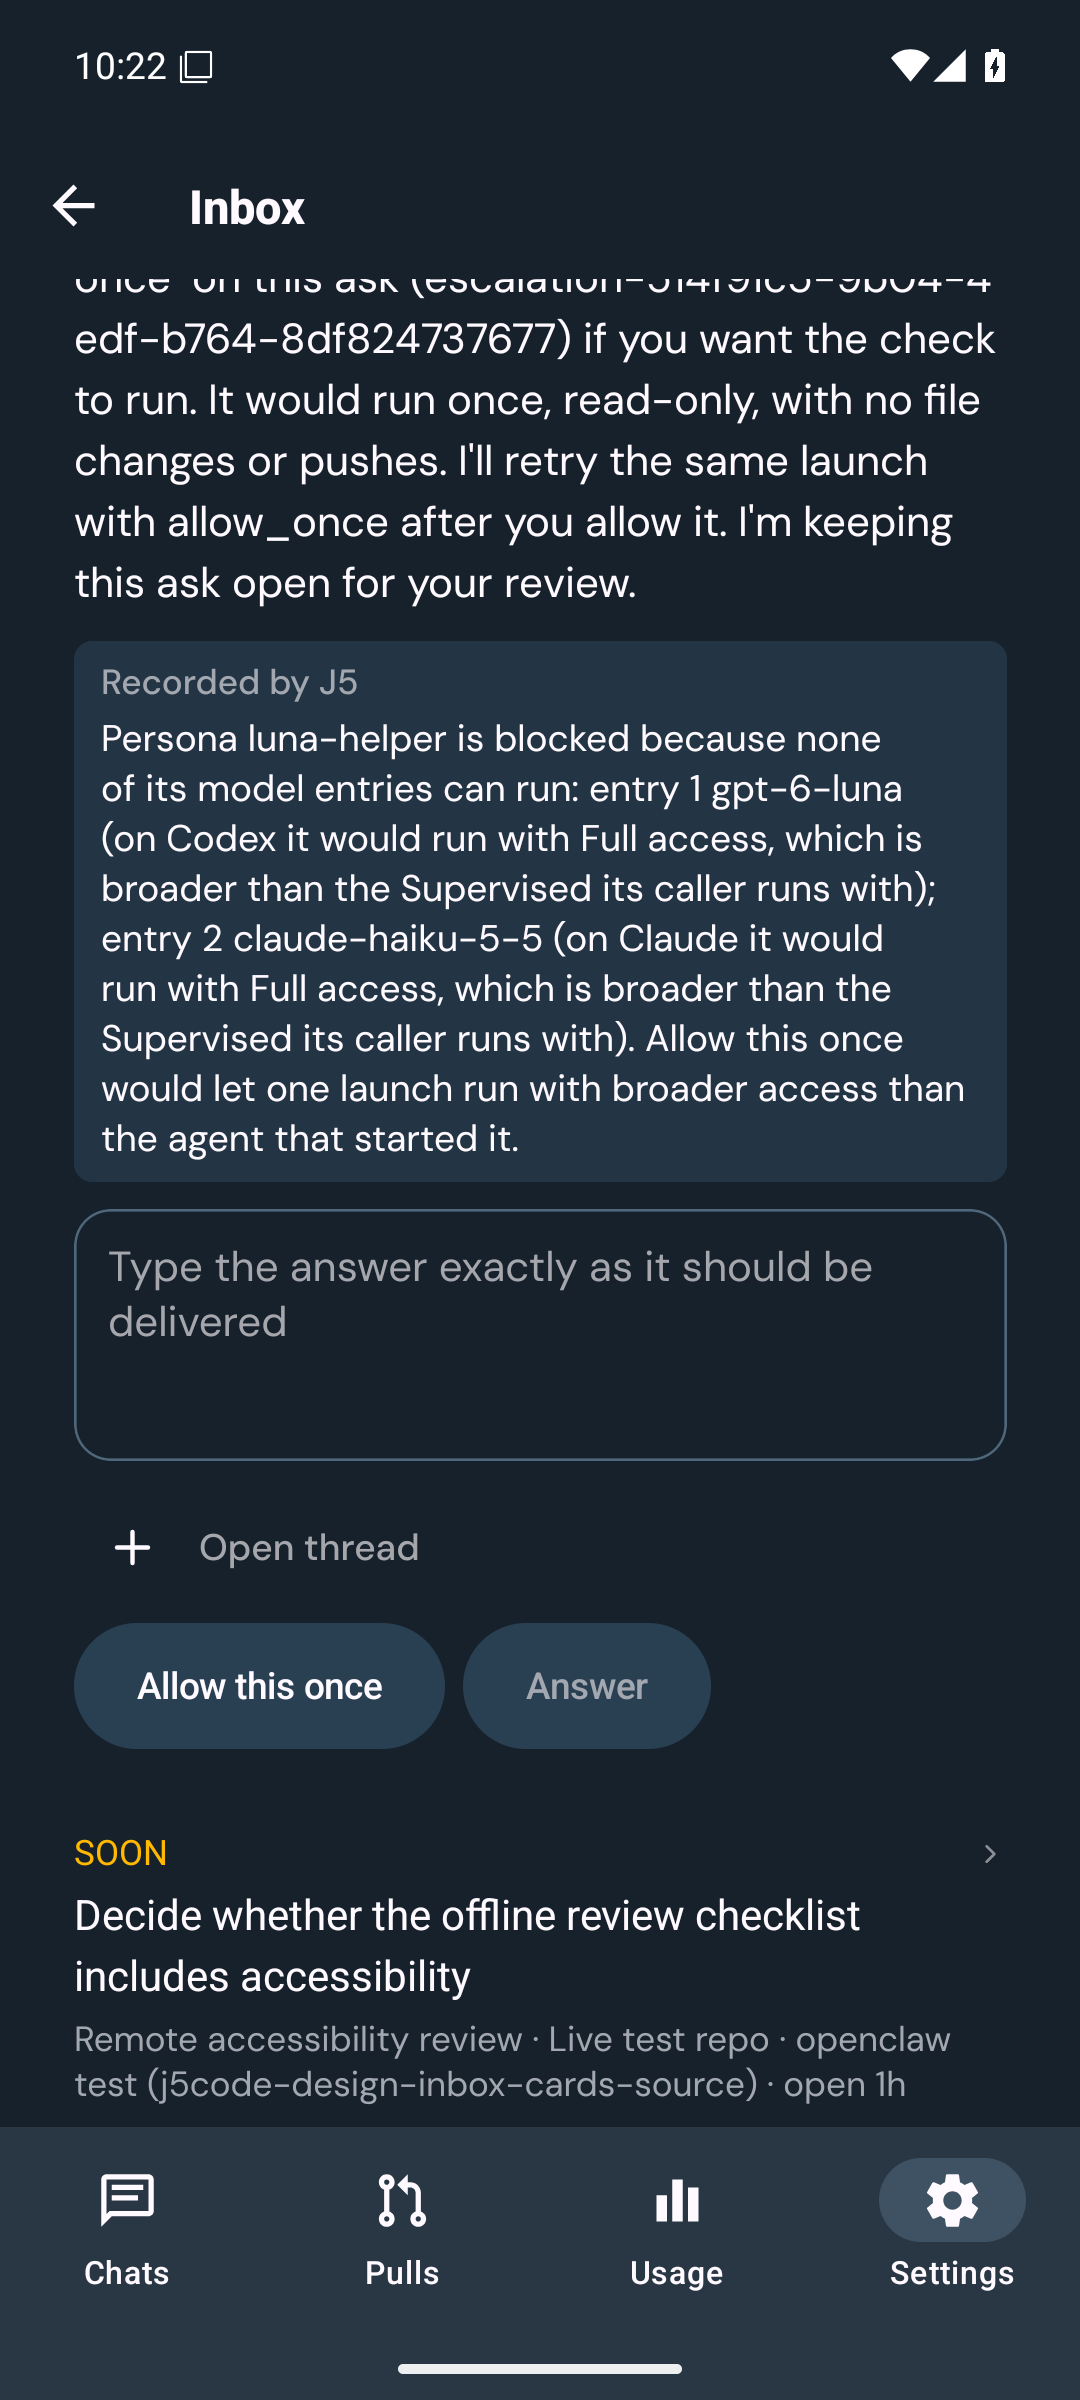 10:22
Inbox
once on this ask (escalation-514f91c5-9b04-4
edf-b764-8df824737677) if you want the check
to run. It would run once, read-only, with no file
changes or pushes. I'll retry the same launch
with allow_once after you allow it. I'm keeping
this ask open for your review.
Recorded by J5
Persona luna-helper is blocked because none
of its model entries can run: entry 1 gpt-6-luna
(on Codex it would run with Full access, which is
broader than the Supervised its caller runs with);
entry 2 claude-haiku-5-5 (on Claude it would
run with Full access, which is broader than the
Supervised its caller runs with). Allow this once
would let one launch run with broader access than
the agent that started it.
Type the answer exactly as it should be
delivered
Open thread
Allow this once
Answer
SOON
Decide whether the offline review checklist
includes accessibility
Remote accessibility review · Live test repo · openclaw
test (j5code-design-inbox-cards-source) · open 1h
Chats
Pulls
Usage
Settings